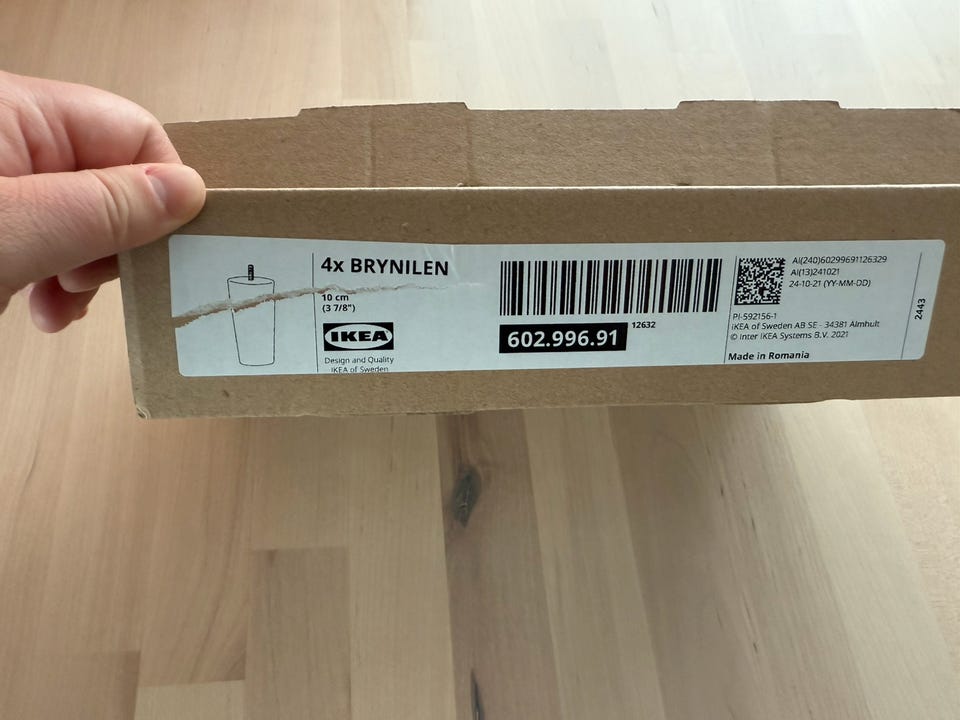 4x BRYNILEN
10 cm
(3 7/8")
IKEA
Design and Quality
IKEA of Sweden
602.996.91
12632
AI(240)60299691126329
AI(13)241021
24-10-21 (YY-MM-DD)
PI-592156-1
IKEA of Sweden AB SE - 34381 Älmhult
© Inter IKEA Systems B.V. 2021
Made in Romania
2443